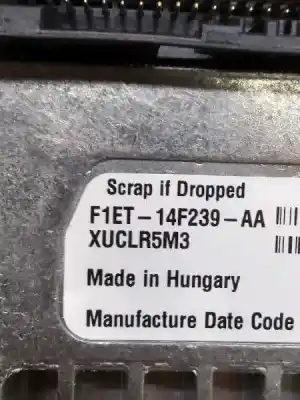 Scrap if Dropped
F1ET-14F239-AA
XUCLR5M3
Made in Hungary
Manufacture Date Code